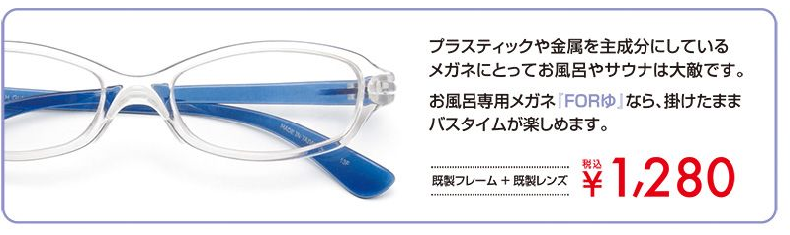 プラスティックや金属を主成分にしている
メガネにとってお風呂やサウナは大敵です。
お風呂専用メガネ『FORゆ』なら、掛けたまま
バスタイムが楽しめます。
既製フレーム + 既製レンズ 税込 ¥1,280